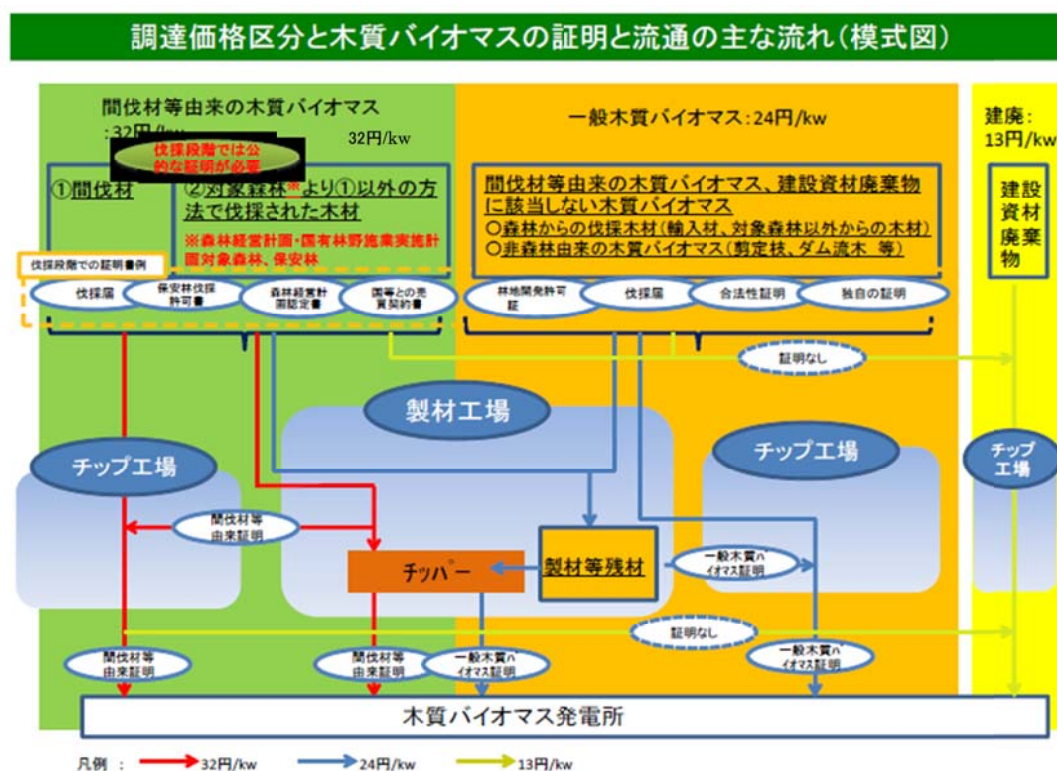 調達価格区分と木質バイオマスの証明と流通の主な流れ(模式図)
間伐材等由来の木質バイオマス
:32円/kw
32円/kw
伐採段階では公
的な証明が必要
①間伐材
②対象森林※より①以外の方
法で伐採された木材
※森林経営計画・国有林野施業実施計
画対象森林、保安林
一般木質バイオマス:24円/kw
間伐材等由来の木質バイオマス、建設資材廃棄物
に該当しない木質バイオマス
○森林からの伐採木材(輸入材、対象森林以外からの木材)
○非森林由来の木質バイオマス(剪定枝、ダム流木 等)
建廃:
13円/kw
建設
資材
廃棄
物
伐採段階での証明書例
伐採届
保安林伐採
許可書
森林経営計
画認定書
国等との売
買契約書
林地開発許可
証
伐採届
合法性証明
独自の証明
証明なし
製材工場
チップ工場
チップ工場
チップ
工場
間伐材等
由来証明
チッパー
製材等残材
一般木質バ
イオマス証明
証明なし
間伐材等
由来証明
間伐材等
由来証明
一般木質バ
イオマス証明
一般木質バ
イオマス証明
木質バイオマス発電所
凡例 : 32円/kw 24円/kw 13円/kw